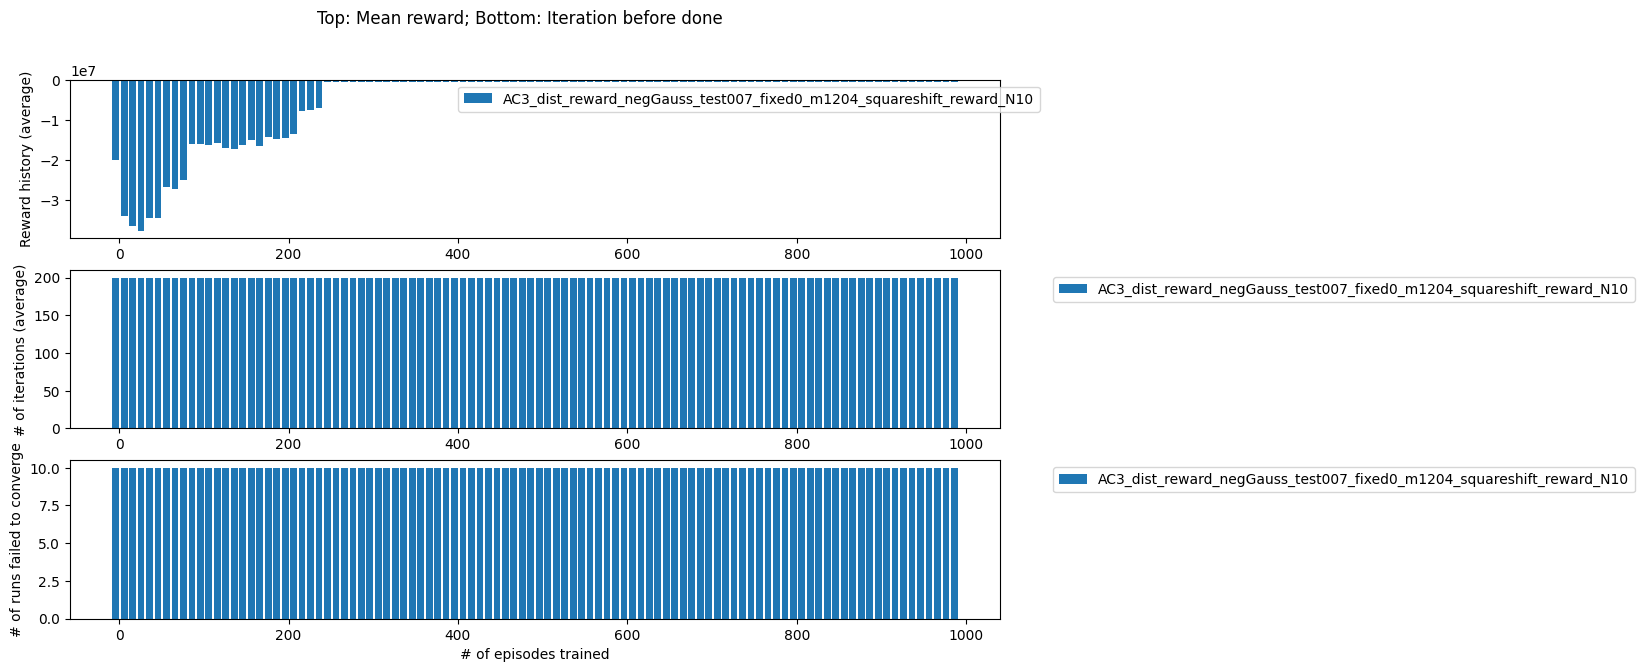 Top: Mean reward; Bottom: Iteration before done
1e7
Reward history (average)
0
−1
−2
−3
AC3_dist_reward_negGauss_test007_fixed0_m1204_squareshift_reward_N10
0 200 400 600 800 1000
# of iterations (average)
200
150
100
50
0
AC3_dist_reward_negGauss_test007_fixed0_m1204_squareshift_reward_N10
0 200 400 600 800 1000
# of runs failed to converge
10.0
7.5
5.0
2.5
0.0
AC3_dist_reward_negGauss_test007_fixed0_m1204_squareshift_reward_N10
0 200 400 600 800 1000
# of episodes trained